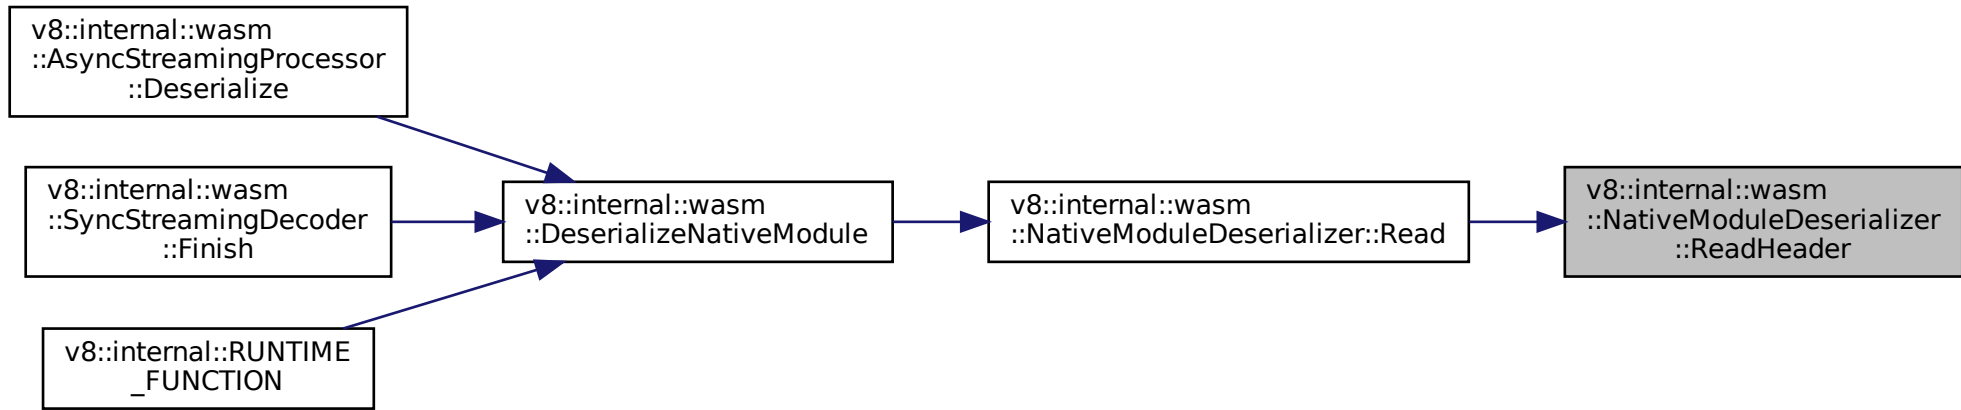 v8::internal::wasm
::AsyncStreamingProcessor
::Deserialize
v8::internal::wasm
::SyncStreamingDecoder
::Finish
v8::internal::RUNTIME
_FUNCTION
v8::internal::wasm
::DeserializeNativeModule
v8::internal::wasm
::NativeModuleDeserializer::Read
v8::internal::wasm
::NativeModuleDeserializer
::ReadHeader